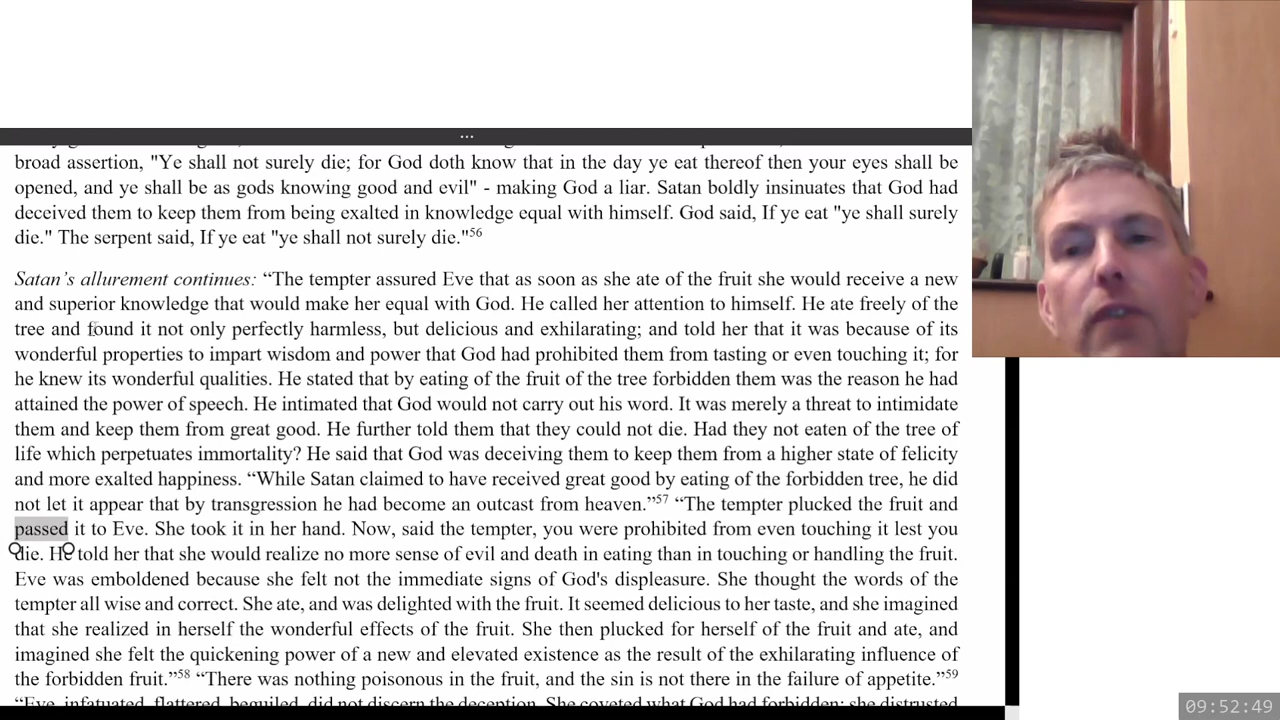 broad assertion, "Ye shall not surely die; for God doth know that in the day ye eat thereof then your eyes shall be
opened, and ye shall be as gods knowing good and evil" - making God a liar. Satan boldly insinuates that God had
deceived them to keep them from being exalted in knowledge equal with himself. God said, If ye eat "ye shall surely
die." The serpent said, If ye eat "ye shall not surely die."56
Satan’s allurement continues: “The tempter assured Eve that as soon as she ate of the fruit she would receive a new
and superior knowledge that would make her equal with God. He called her attention to himself. He ate freely of the
tree and found it not only perfectly harmless, but delicious and exhilarating; and told her that it was because of its
wonderful properties to impart wisdom and power that God had prohibited them from tasting or even touching it; for
he knew its wonderful qualities. He stated that by eating of the fruit of the tree forbidden them was the reason he had
attained the power of speech. He intimated that God would not carry out his word. It was merely a threat to intimidate
them and keep them from great good. He further told them that they could not die. Had they not eaten of the tree of
life which perpetuates immortality? He said that God was deceiving them to keep them from a higher state of felicity
and more exalted happiness. “While Satan claimed to have received great good by eating of the forbidden tree, he did
not let it appear that by transgression he had become an outcast from heaven.”57 “The tempter plucked the fruit and
passed it to Eve. She took it in her hand. Now, said the tempter, you were prohibited from even touching it lest you
die. He told her that she would realize no more sense of evil and death in eating than in touching or handling the fruit.
Eve was emboldened because she felt not the immediate signs of God's displeasure. She thought the words of the
tempter all wise and correct. She ate, and was delighted with the fruit. It seemed delicious to her taste, and she imagined
that she realized in herself the wonderful effects of the fruit. She then plucked for herself of the fruit and ate, and
imagined she felt the quickening power of a new and elevated existence as the result of the exhilarating influence of
the forbidden fruit.”58 “There was nothing poisonous in the fruit, and the sin is not there in the failure of appetite.”59
“Eve, infatuated, flattered, beguiled, did not discern the deception. She coveted what God had forbidden; she distrusted
09:52:49